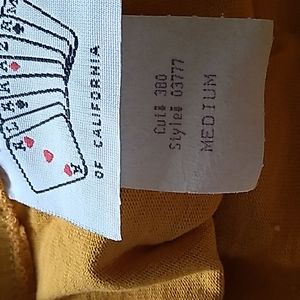 OF CALIFORNIA
Cut# 380
Style# 03777
MEDIUM